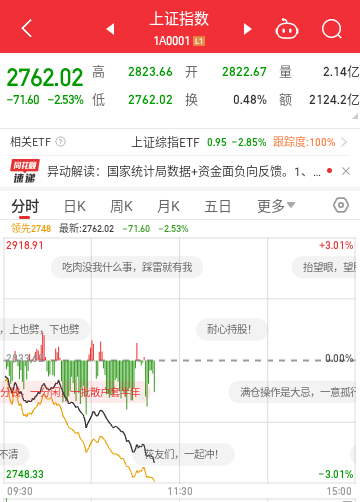 上证指数
1A0001 L1
2762.02
-71.60 -2.53%
高 2823.66 开 2822.67 量 2.14亿
低 2762.02 换 0.48% 额 2124.2亿
相关ETF ? 上证综指ETF 0.95 -2.85% 跟踪度:100%
同花顺 速递 异动解读：国家统计局数据+资金面负向反馈。1、...
分时 日K 周K 月K 五日 更多
领先2748 最新:2762.02 -71.60 -2.53%
2918.91 +3.01%
吃肉没我什么事，踩雷就有我
抬望眼，望
，上也劈，下也劈
耐心持股！
0.00%
满仓操作是大忌，一意孤行
不清
花友们，一起冲！
2748.33 -3.01%
09:30 11:30 15:00